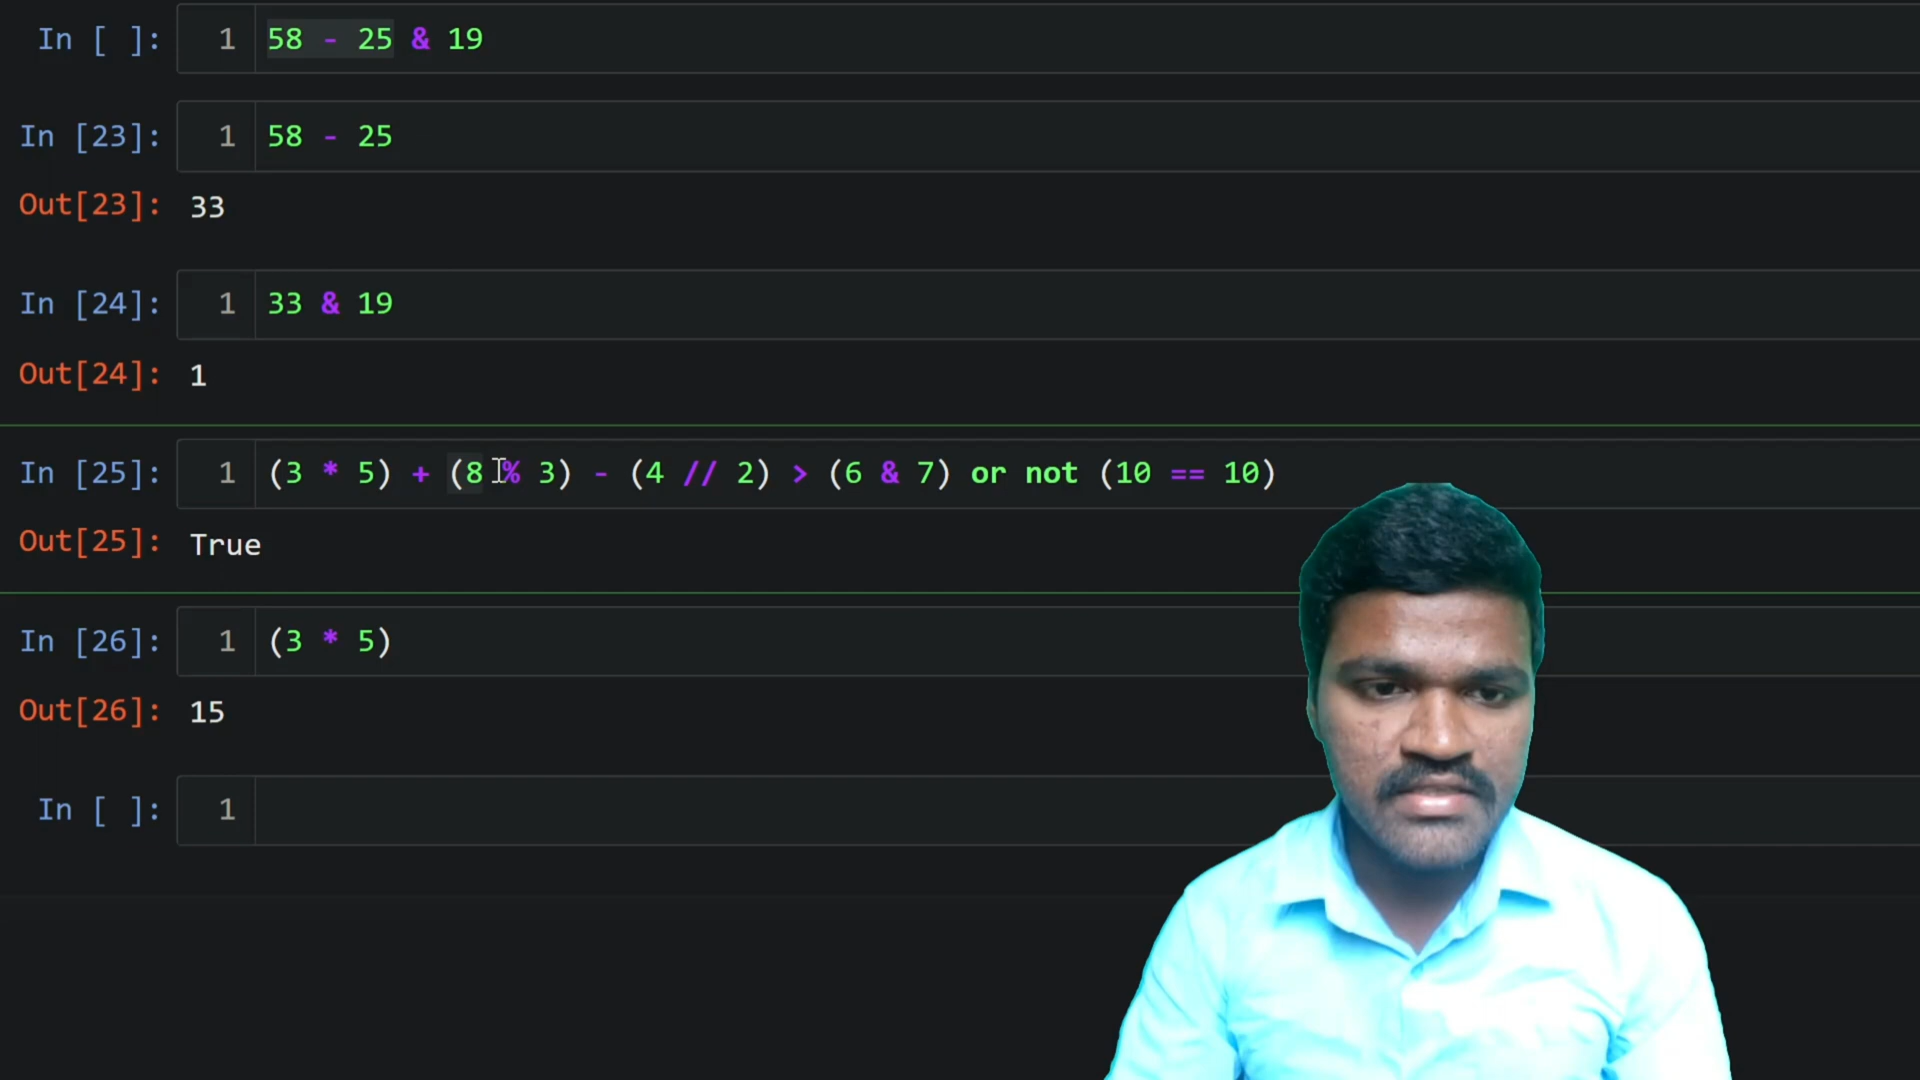 In [ ]: 1 58 - 25 & 19
In [23]: 1 58 - 25
Out[23]: 33
In [24]: 1 33 & 19
Out[24]: 1
In [25]: 1 (3 * 5) + (8 % 3) - (4 // 2) > (6 & 7) or not (10 == 10)
Out[25]: True
In [26]: 1 (3 * 5)
Out[26]: 15
In [ ]: 1